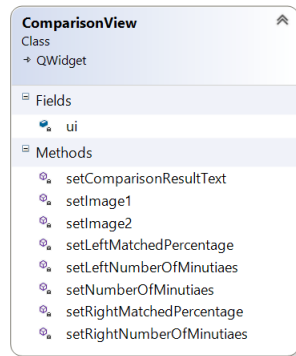 ComparisonView
Class
QWidget
Fields
ui
Methods
setComparisonResultText
setImage1
setImage2
setLeftMatchedPercentage
setLeftNumberOfMinutiaes
setNumberOfMinutiaes
setRightMatchedPercentage
setRightNumberOfMinutiaes